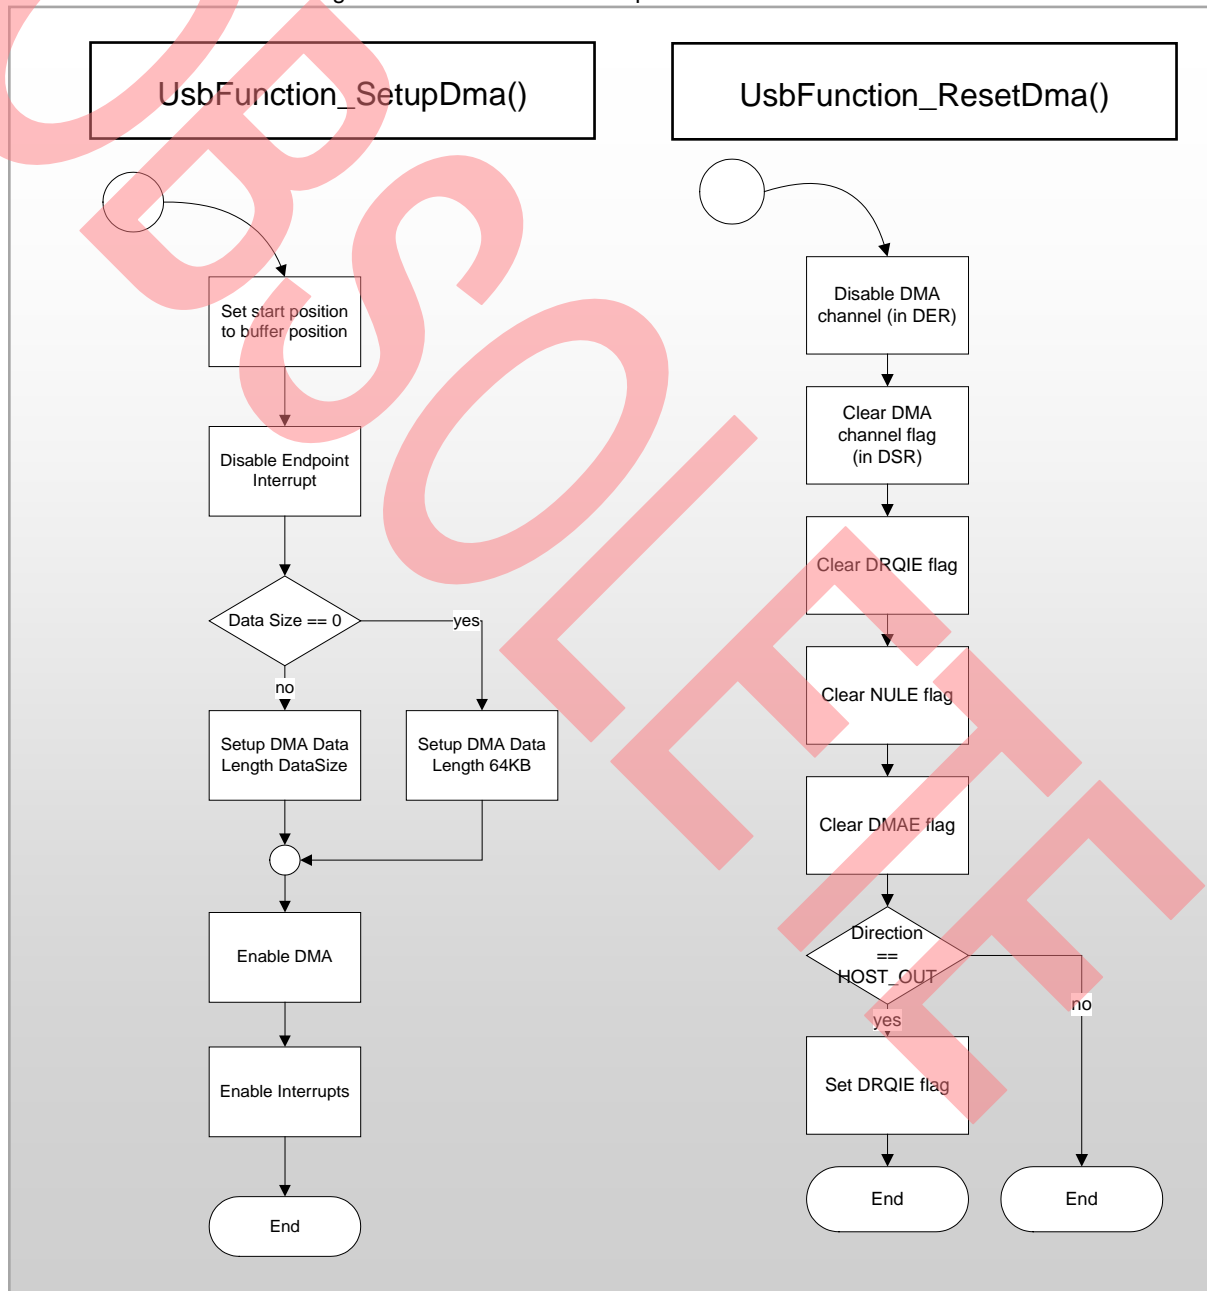 UsbFunction_SetupDma()
Set start position
to buffer position
Disable Endpoint
Interrupt
Data Size == 0
yes
no
Setup DMA Data
Length DataSize
Setup DMA Data
Length 64KB
Enable DMA
Enable Interrupts
End
UsbFunction_ResetDma()
Disable DMA
channel (in DER)
Clear DMA
channel flag
(in DSR)
Clear DRQIE flag
Clear NULE flag
Clear DMAE flag
Direction
==
HOST_OUT
no
yes
Set DRQIE flag
End
End
OBSOLETE